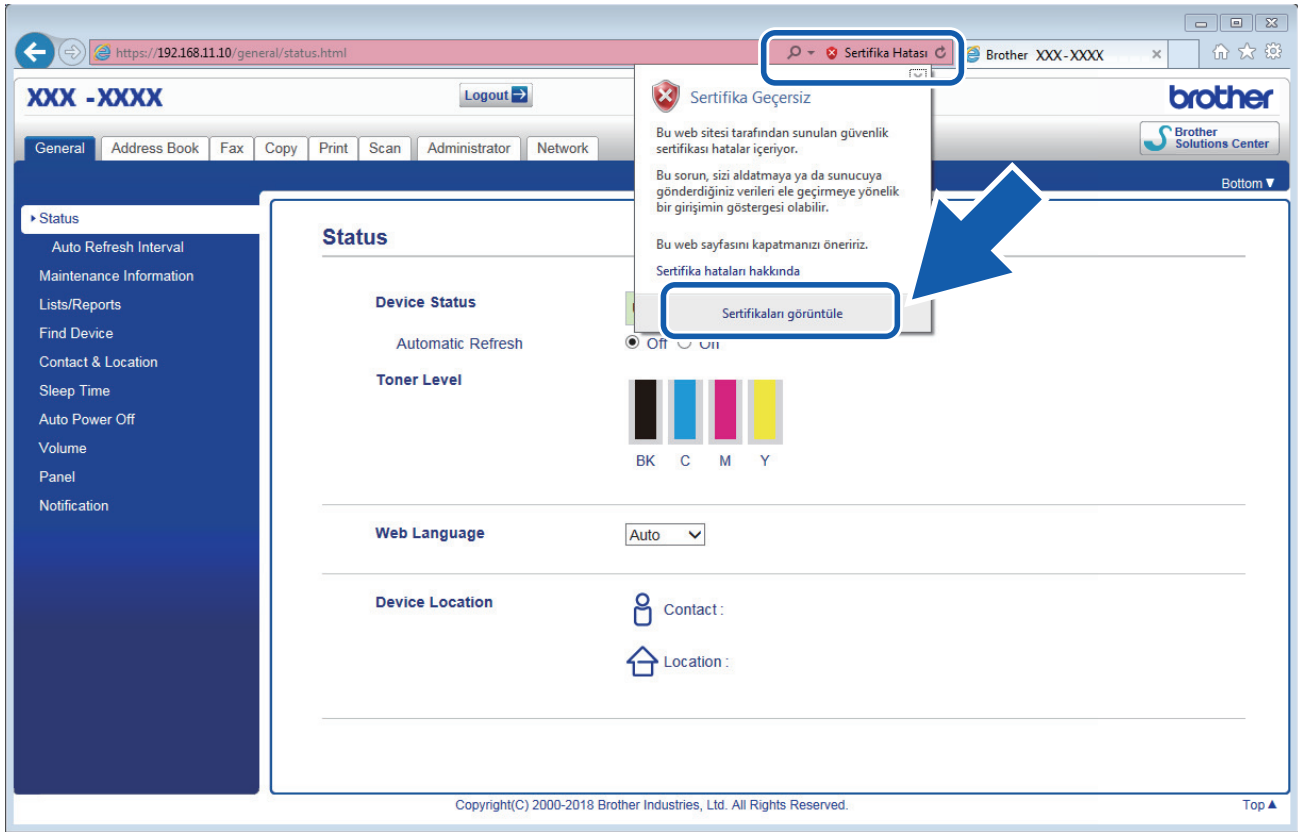 https://192.168.11.10/general/status.html
Sertifika Hatası
Brother XXX-XXXX
XXX -XXXX
Logout
brother
Brother
Solutions Center
General
Address Book
Fax
Copy
Print
Scan
Administrator
Network
Bottom▼
Sertifika Geçersiz
Bu web sitesi tarafından sunulan güvenlik
sertifikası hatalar içeriyor.
Bu sorun, sizi aldatmaya ya da sunucuya
gönderdiğiniz verileri ele geçirmeye yönelik
bir girişimin göstergesi olabilir.
Bu web sayfasını kapatmanızı öneririz.
Sertifika hataları hakkında
Sertifikaları görüntüle
Status
Auto Refresh Interval
Maintenance Information
Lists/Reports
Find Device
Contact & Location
Sleep Time
Auto Power Off
Volume
Panel
Notification
Status
Device Status
Automatic Refresh
Off
On
Toner Level
BK
C
M
Y
Web Language
Auto
Device Location
Contact :
Location :
Copyright(C) 2000-2018 Brother Industries, Ltd. All Rights Reserved.
Top▲